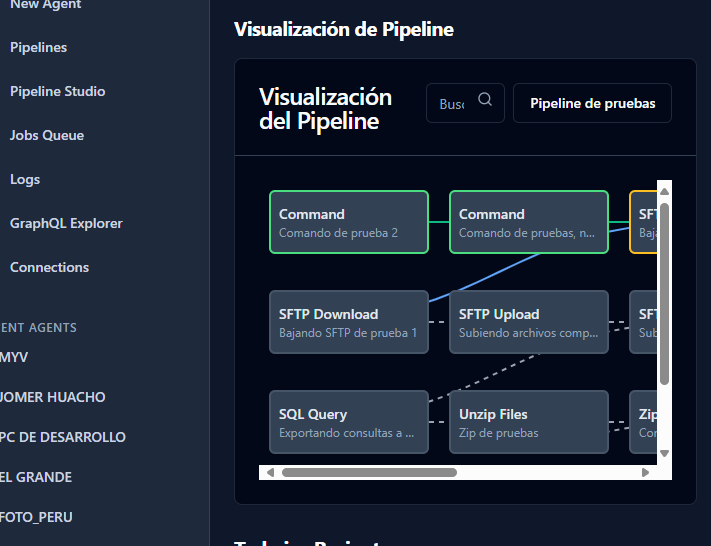 New Agent
Pipelines
Pipeline Studio
Jobs Queue
Logs
GraphQL Explorer
Connections
ENT AGENTS
MYV
JOMER HUACHO
PC DE DESARROLLO
EL GRANDE
FOTO_PERU
Visualización de Pipeline
Visualización
del Pipeline
Busc
Pipeline de pruebas
Command
Comando de prueba 2
Command
Comando de pruebas, n...
SFT
Baja
SFTP Download
Bajando SFTP de prueba 1
SFTP Upload
Subiendo archivos comp...
SFT
Sub
SQL Query
Exportando consultas a ...
Unzip Files
Zip de pruebas
Zip
Con